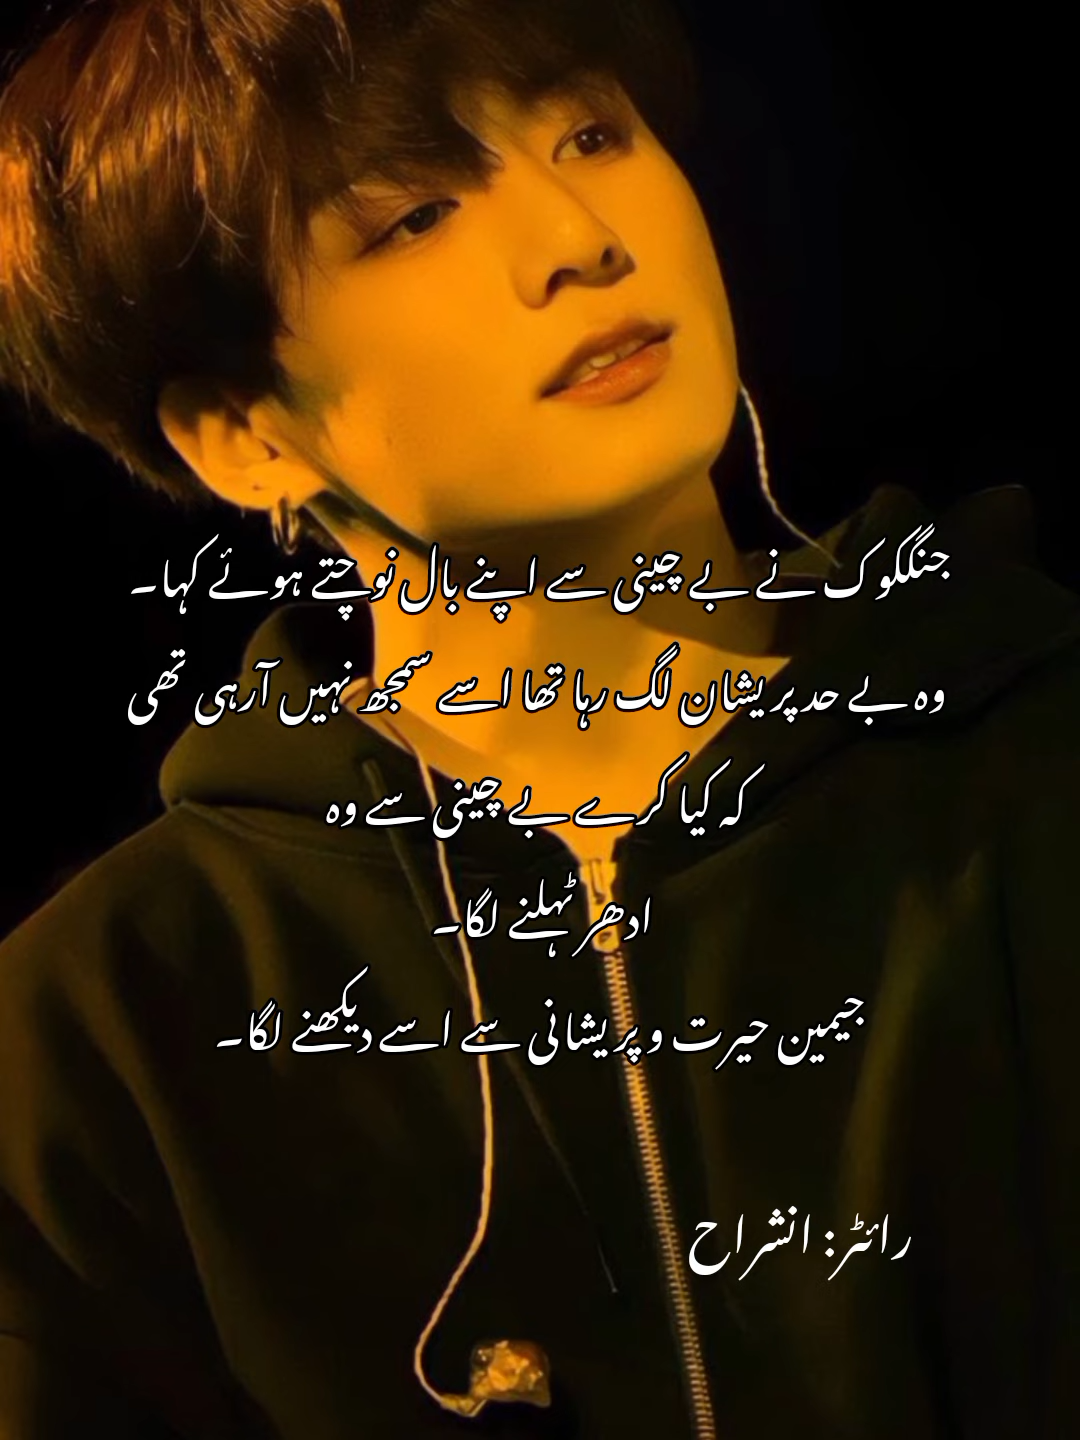 جنگکوک نے بے چینی سے اپنے بال نوچتے ہوئے کہا۔
وہ بے حد پریشان لگ رہا تھا اسے سمجھ نہیں آرہی تھی
کہ کیا کرے بے چینی سے وہ
ادھر ٹہلنے لگا۔
جیمین حیرت و پریشانی سے اسے دیکھنے لگا۔
رائٹر: انشراح